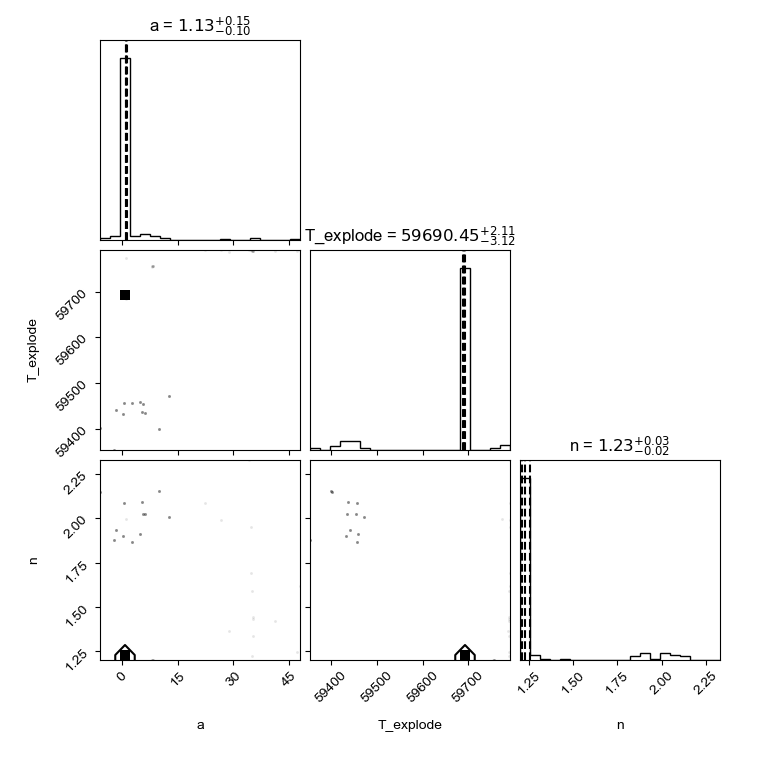 a = 1.13+0.15−0.10
T_explode = 59690.45+2.11−3.12
T_explode
59700
59600
59500
59400
n = 1.23+0.03−0.02
n
2.25
2.00
1.75
1.50
1.25
0 15 30 45
59400 59500 59600 59700
1.25 1.50 1.75 2.00 2.25
a T_explode n